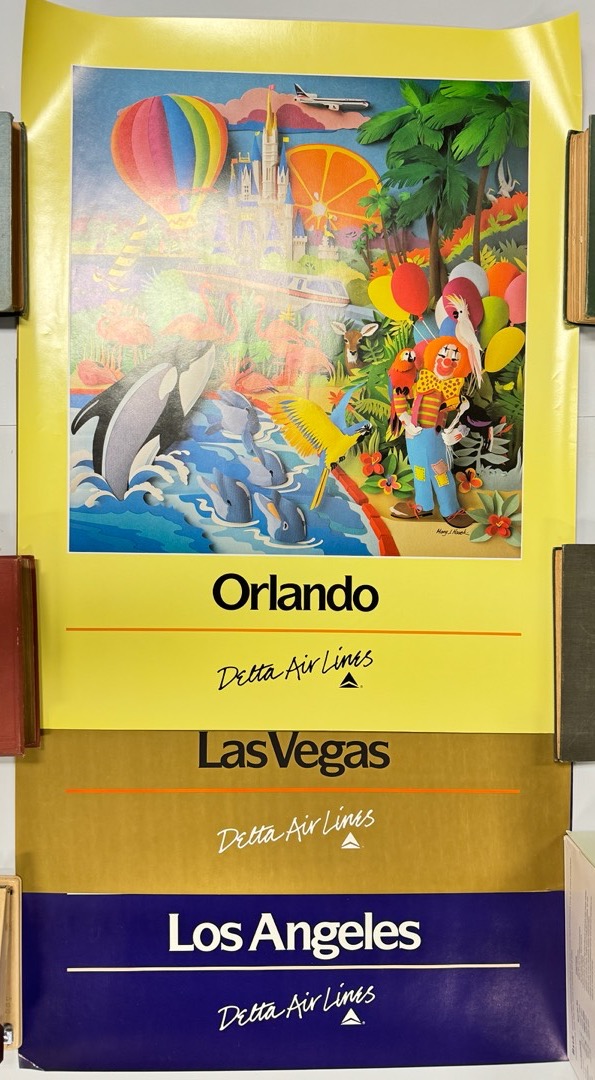 Orlando
Delta Air Lines
Las Vegas
Delta Air Lines
Los Angeles
Delta Air Lines